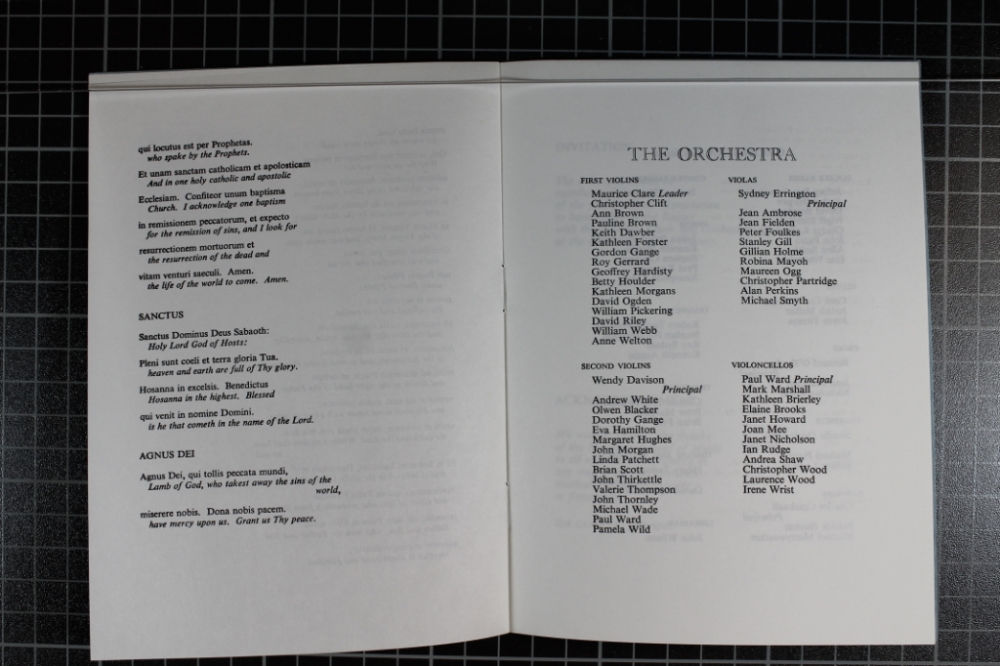 qui locutus est per Prophetas.
who spake by the Prophets.
Et unam sanctam catholicam et apolosticam
And in one holy catholic and apostolic
Ecclesiam. Confiteor unum baptisma
Church. I acknowledge one baptism
in remissionem peccatorum, et expecto
for the remission of sins, and I look for
resurrectionem mortuorum et
the resurrection of the dead and
vitam venturi saeculi. Amen.
the life of the world to come. Amen.
SANCTUS
Sanctus Dominus Deus Sabaoth:
Holy Lord God of Hosts:
Pleni sunt coeli et terra gloria Tua.
heaven and earth are full of Thy glory.
Hosanna in excelsis. Benedictus
Hosanna in the highest. Blessed
qui venit in nomine Domini.
is he that cometh in the name of the Lord.
AGNUS DEI
Agnus Dei, qui tollis peccata mundi,
Lamb of God, who takest away the sins of the
world,
miserere nobis. Dona nobis pacem.
have mercy upon us. Grant us Thy peace.
THE ORCHESTRA
FIRST VIOLINS
Maurice Clare Leader
Christopher Clift
Ann Brown
Pauline Brown
Keith Dawber
Kathleen Forster
Gordon Gange
Roy Gerrard
Geoffrey Hardisty
Betty Houlder
Kathleen Morgans
David Ogden
William Pickering
David Riley
William Webb
Anne Welton
SECOND VIOLINS
Wendy Davison
Principal
Andrew White
Olwen Blacker
Dorothy Gange
Eva Hamilton
Margaret Hughes
John Morgan
Linda Patchett
Brian Scott
John Thirkettle
Valerie Thompson
John Thornley
Michael Wade
Paul Ward
Pamela Wild
VIOLAS
Sydney Errington
Principal
Jean Ambrose
Jean Fielden
Peter Foulkes
Stanley Gill
Gillian Holme
Robina Mayoh
Maureen Ogg
Christopher Partridge
Alan Perkins
Michael Smyth
VIOLONCELLOS
Paul Ward Principal
Mark Marshall
Kathleen Brierley
Elaine Brooks
Janet Howard
Joan Mee
Janet Nicholson
Ian Rudge
Andrea Shaw
Christopher Wood
Laurence Wood
Irene Wrist